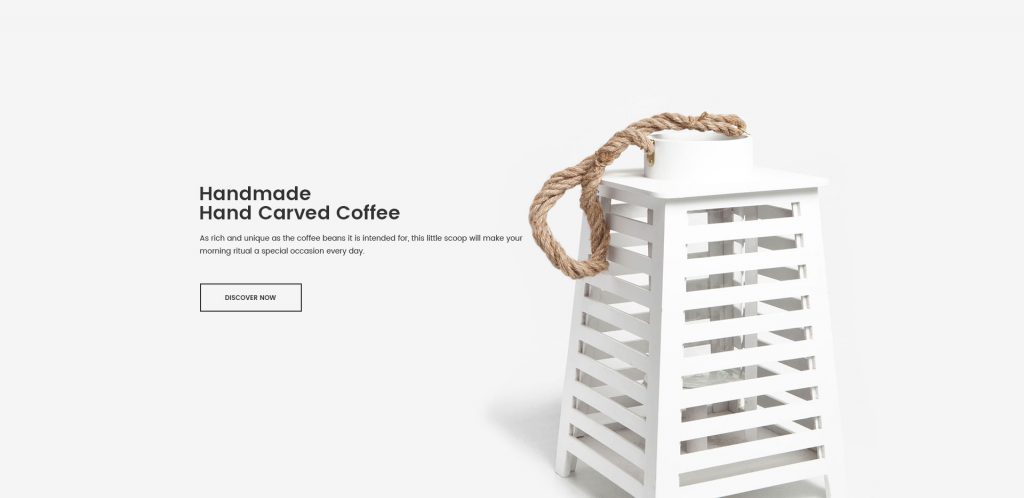 Handmade
Hand Carved Coffee
As rich and unique as the coffee beans it is intended for, this little scoop will make your
morning ritual a special occasion every day.
DISCOVER NOW